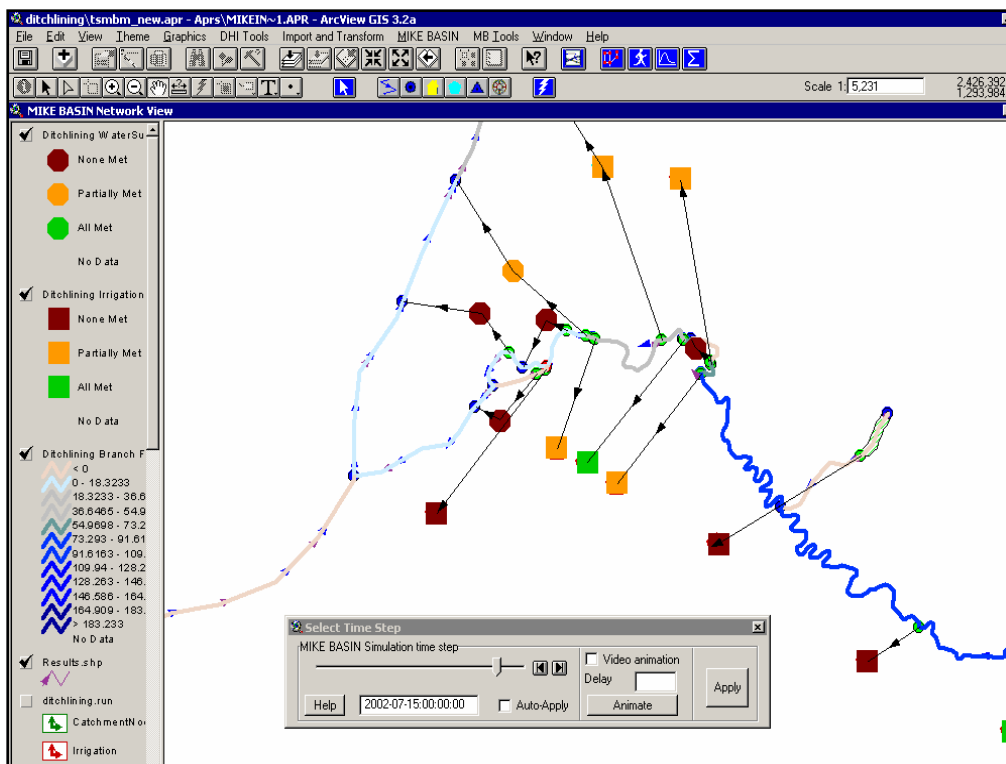 ditchlining\tsmbm_new.apr - Aprs\MIKEIN~1.APR - ArcView GIS 3.2a
File Edit View Theme Graphics DHI Tools Import and Transform MIKE BASIN MB Tools Window Help
Scale 1: 5,231
2,426,392
1,293,984
MIKE BASIN Network View
Ditchlining WaterSu
None Met
Partially Met
All Met
No Data
Ditchlining Irrigation
None Met
Partially Met
All Met
No Data
Ditchlining Branch F
< 0
0 - 18.3233
18.3233 - 36.6
36.6465 - 54.9
54.9698 - 73.2
73.293 - 91.61
91.6163 - 109.
109.94 - 128.2
128.263 - 146.
146.586 - 164.
164.909 - 183.
> 183.233
No Data
Results.shp
ditchlining.run
CatchmentNo
Irrigation
Select Time Step
MIKE BASIN Simulation time step
Video animation
Delay
Apply
Help
2002-07-15:00:00:00
Auto-Apply
Animate